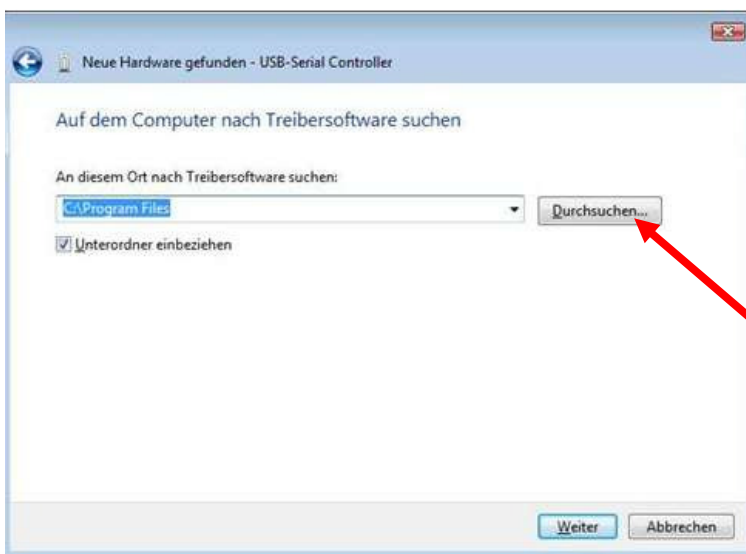 Neue Hardware gefunden - USB-Serial Controller
Auf dem Computer nach Treibersoftware suchen
An diesem Ort nach Treibersoftware suchen:
C:\Program Files
Durchsuchen...
Unterordner einbeziehen
Weiter
Abbrechen